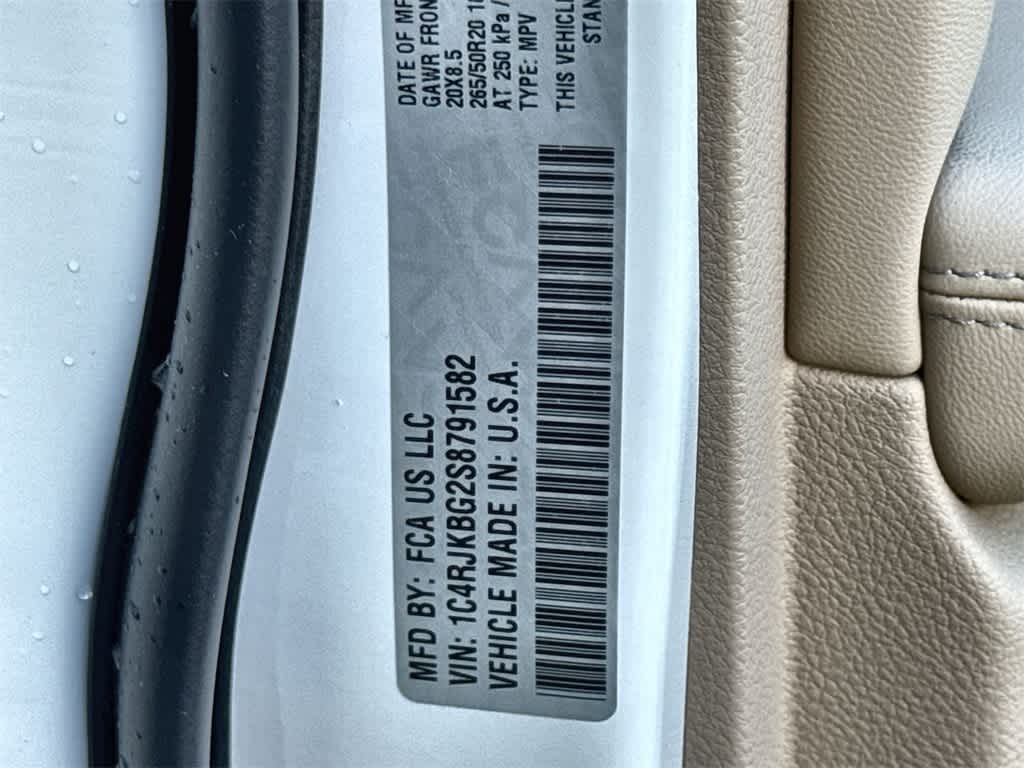 MFD BY: FCA US LLC
DATE OF MF
VIN: 1C4RJKBG2S8791582
GAWR FRON
VEHICLE MADE IN: U.S.A.
20X8.5
265/50R20
AT 250 kPa /
TYPE: MPV
THIS VEHICLE
STAN